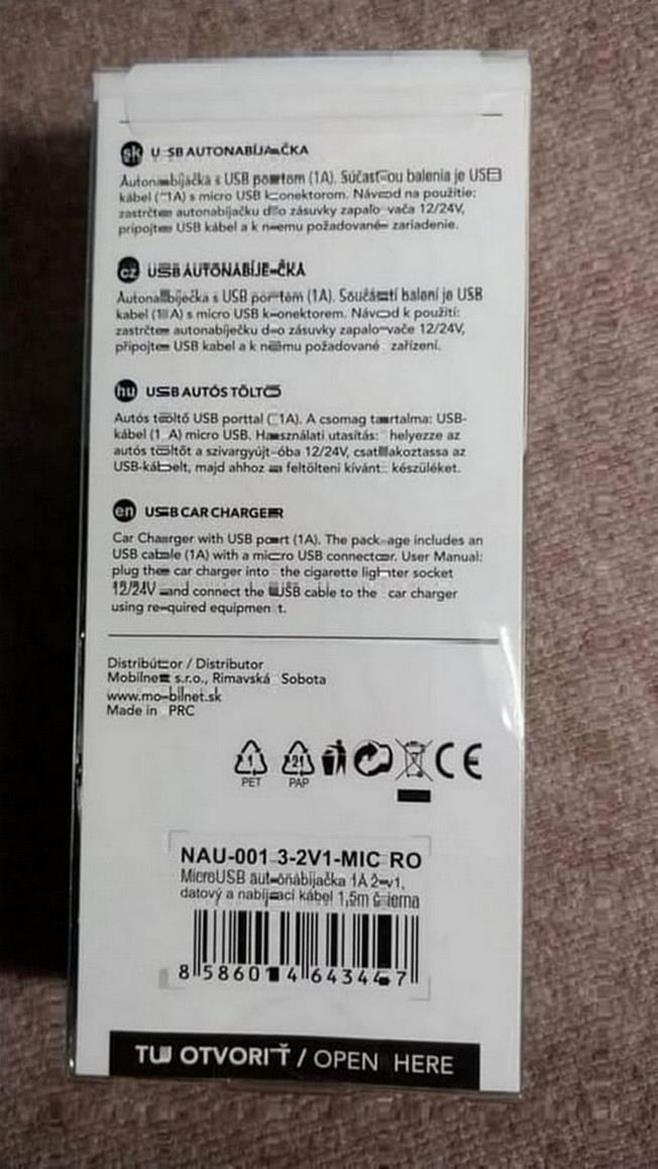 sk USB AUTONABÍJAČKA
Autonabíjačka s USB portom (1A). Súčasťou balenia je USB
kábel (1A) s micro USB konektorom. Návod na použitie:
zastrčte autonabíjačku do zásuvky zapaľovača 12/24V,
pripojte USB kábel a k nemu požadované zariadenie.
cz USB AUTONABÍJEČKA
Autonabíječka s USB portem (1A). Součástí balení je USB
kabel (1A) s micro USB konektorem. Návod k použití:
zastrčte autonabíječku do zásuvky zapalovače 12/24V,
připojte USB kabel a k němu požadované zařízení.
hu USB AUTÓS TÖLTŐ
Autós töltő USB porttal (1A). A csomag tartalma: USB-
kábel (1A) micro USB. Használati utasítás: helyezze az
autós töltőt a szivargyújtóba 12/24V, csatlakoztassa az
USB-kábelt, majd ahhoz a feltölteni kívánt készüléket.
en USB CAR CHARGER
Car Charger with USB port (1A). The package includes an
USB cable (1A) with a micro USB connector. User Manual:
plug the car charger into the cigarette lighter socket
12/24V and connect the USB cable to the car charger
using required equipment.
Distribútor / Distributor
Mobilnet s.r.o., Rimavská Sobota
www.mobilnet.sk
Made in PRC
1 21 CE
PET PAP
NAU-0013-2V1-MICRO
MicroUSB autonabíjačka 1A 2v1,
datový a nabíjací kábel 1,5m čierna
8 586014 643447
TU OTVORIŤ / OPEN HERE